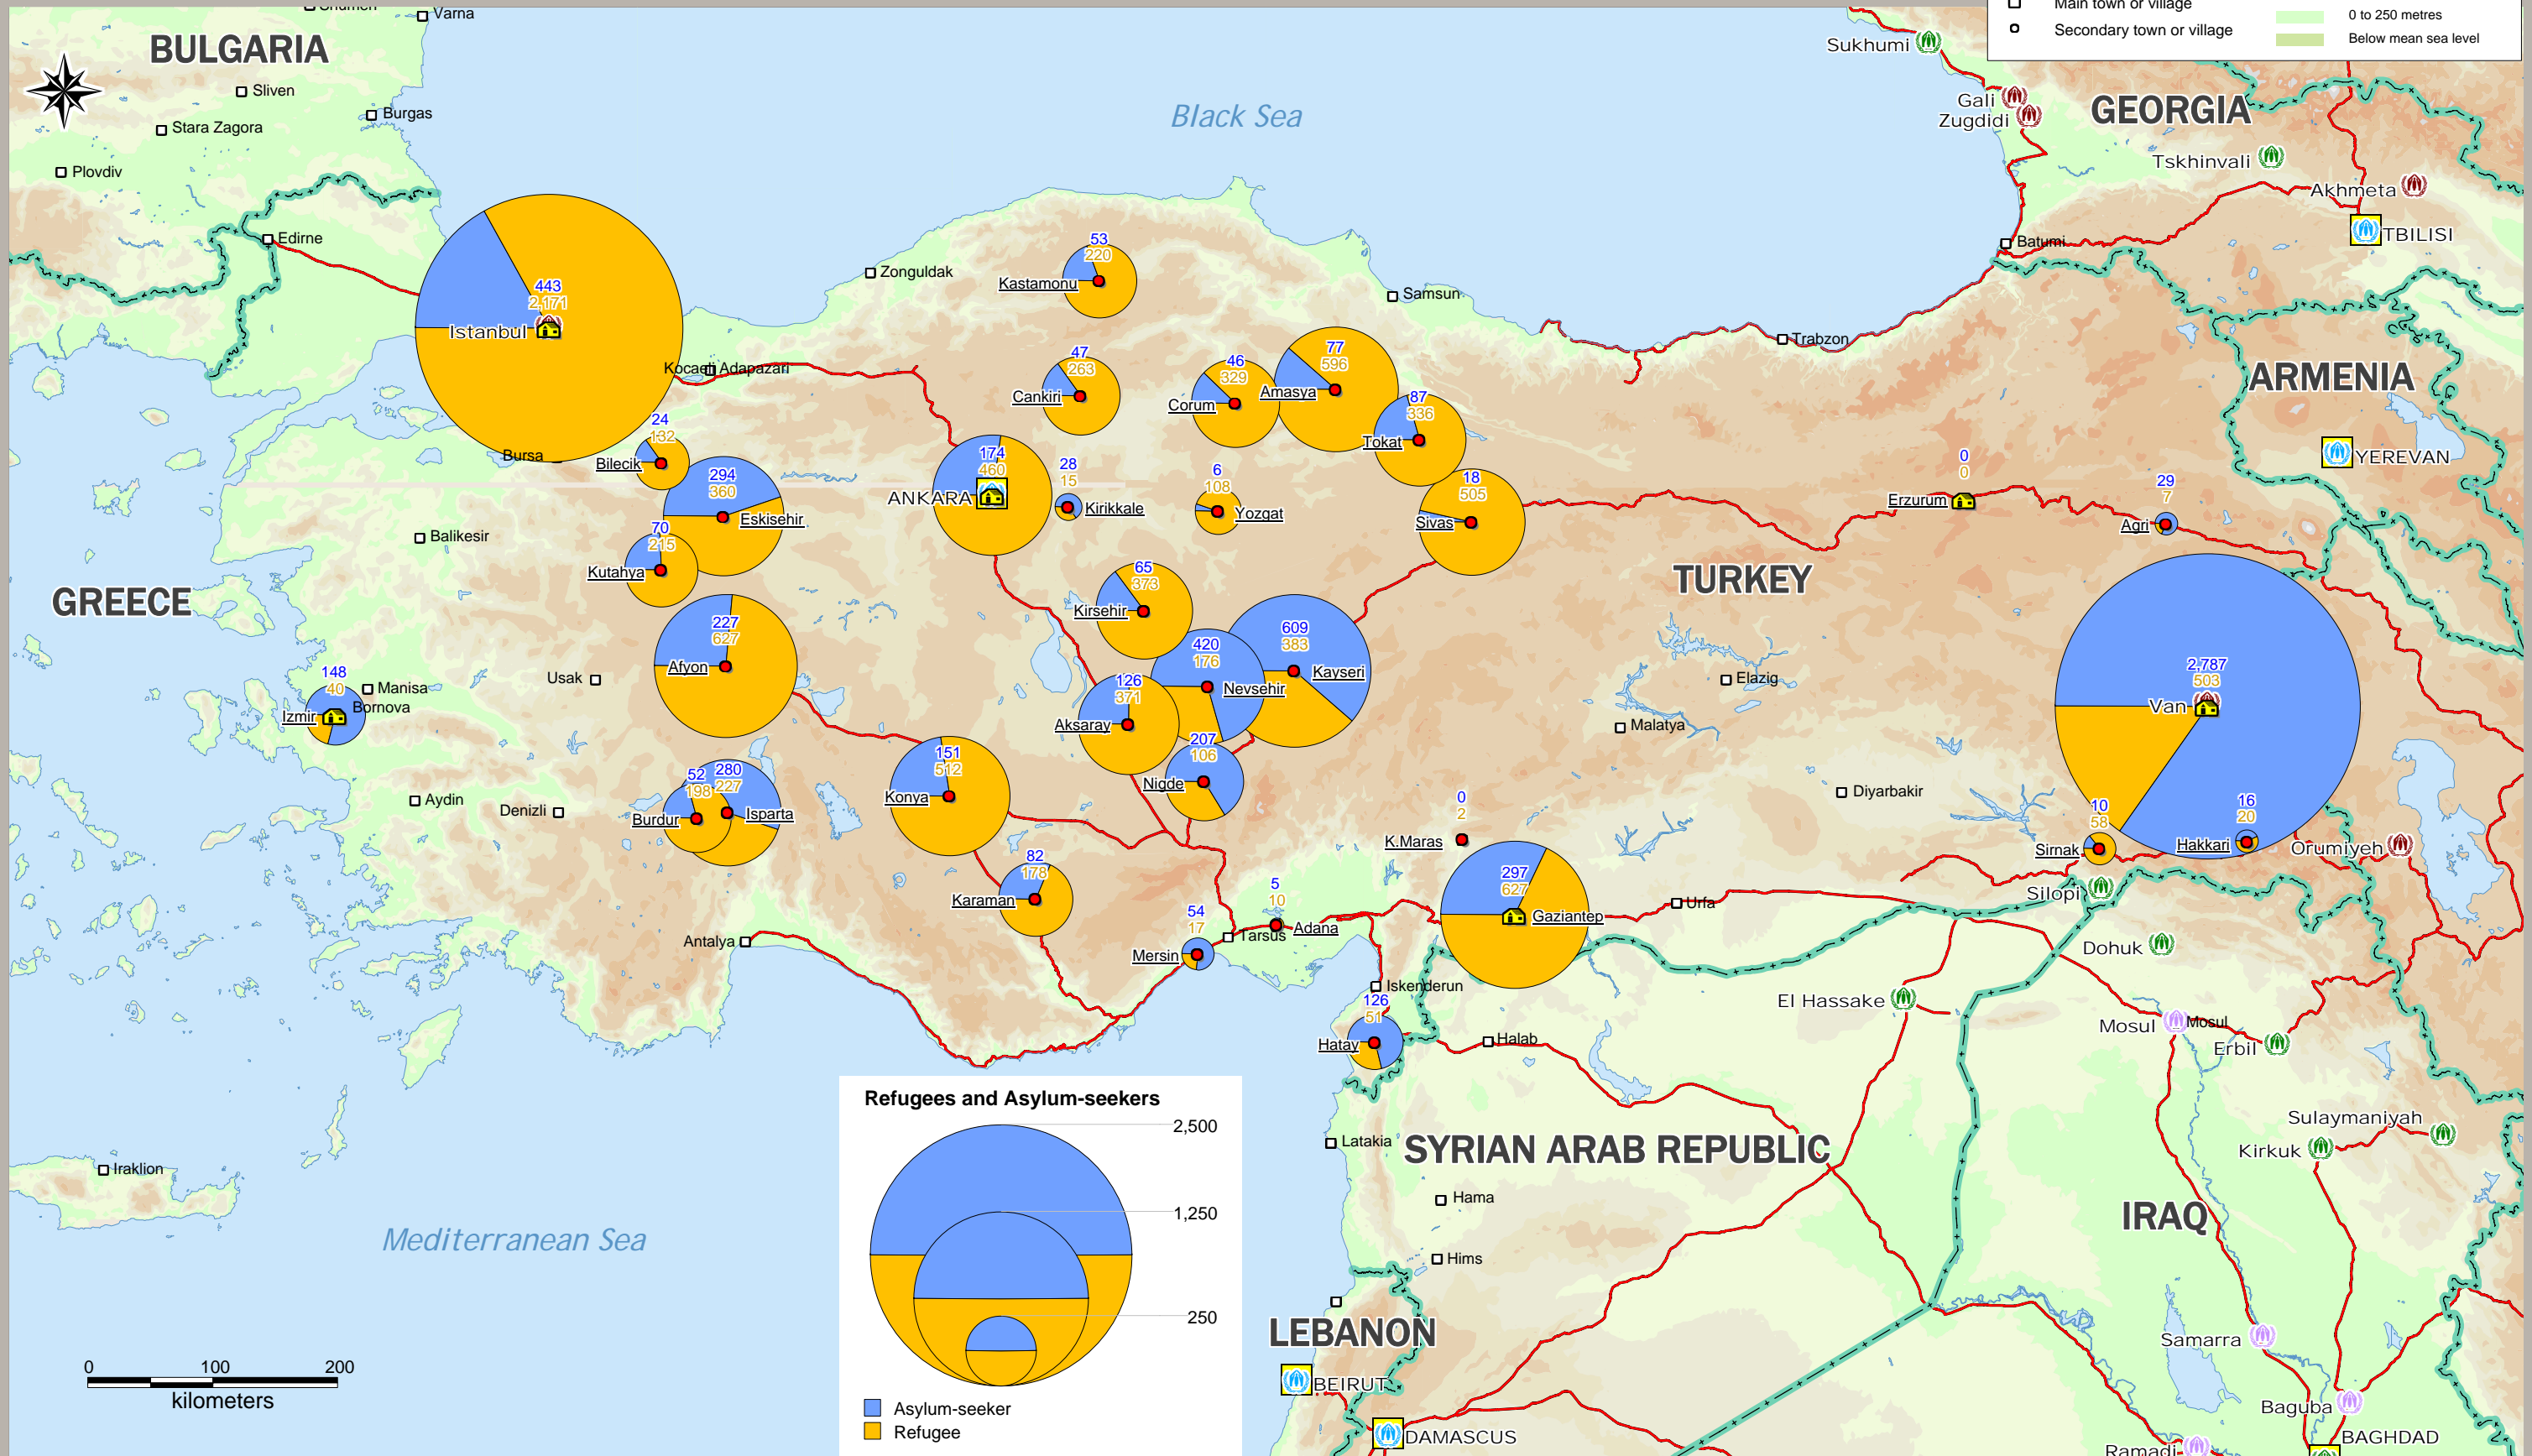 Varna
Main town or village
0 to 250 metres
Secondary town or village
Below mean sea level
BULGARIA
Sukhumi
Sliven
Burgas
Stara Zagora
Plovdiv
Black Sea
Gali
Zugdidi
GEORGIA
Tskhinvali
Akhmeta
TBILISI
Batumi
Edirne
Zonguldak
53
220
Kastamonu
Samsun
Trabzon
443
2,171
Istanbul
Kocaeli
Adapazari
47
263
Cankiri
46
329
Corum
77
596
Amasya
87
336
Tokat
ARMENIA
YEREVAN
24
132
Bilecik
Bursa
294
360
Eskisehir
174
460
ANKARA
28
15
Kirikkale
6
108
Yozgat
18
505
Sivas
0
0
Erzurum
29
7
Agri
Balikesir
70
215
Kutahya
GREECE
TURKEY
65
373
Kirsehir
227
627
Afyon
420
176
Nevsehir
609
383
Kayseri
2,787
503
Van
148
40
Manisa
Bornova
Izmir
Usak
126
371
Aksaray
Elazig
Malatya
Diyarbakir
207
106
Nigde
151
512
Konya
52
198
Burdur
280
227
Isparta
Aydin
Denizli
0
2
K.Maras
10
58
Sirnak
16
20
Hakkari
Orumiyeh
Silopi
82
178
Karaman
5
10
Adana
Tarsus
54
17
Mersin
297
627
Gaziantep
Urfa
Antalya
Dohuk
Iskenderun
126
51
Hatay
Halab
El Hassake
Mosul
Mosul
Erbil
Refugees and Asylum-seekers
2,500
1,250
250
Asylum-seeker
Refugee
Sulaymaniyah
Kirkuk
Latakia
SYRIAN ARAB REPUBLIC
Iraklion
Hama
IRAQ
Mediterranean Sea
Hims
LEBANON
Samarra
0 100 200
kilometers
BEIRUT
Baguba
DAMASCUS
BAGHDAD
Ramadi